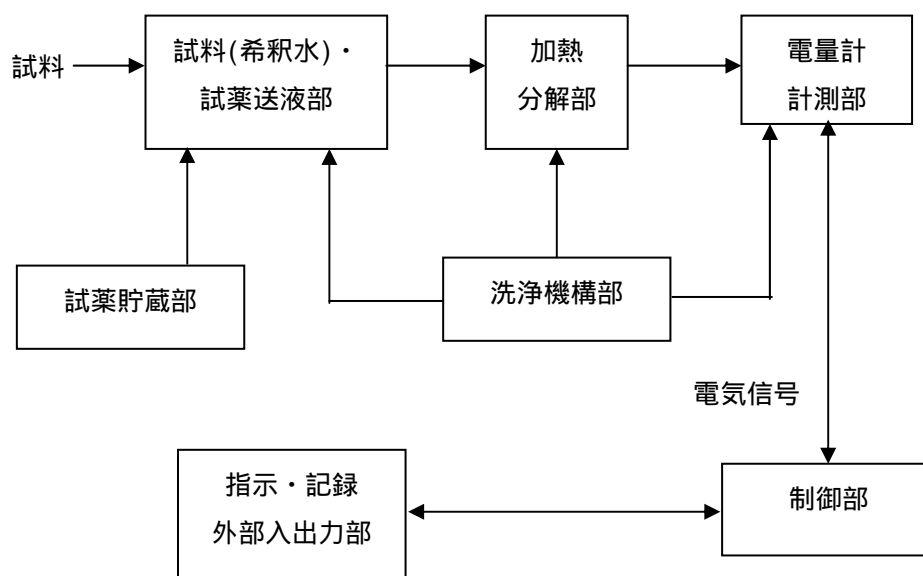 試料
試料(希釈水)・
試薬送液部
加熱
分解部
電量計
計測部
試薬貯蔵部
洗浄機構部
電気信号
指示・記録
外部入出力部
制御部